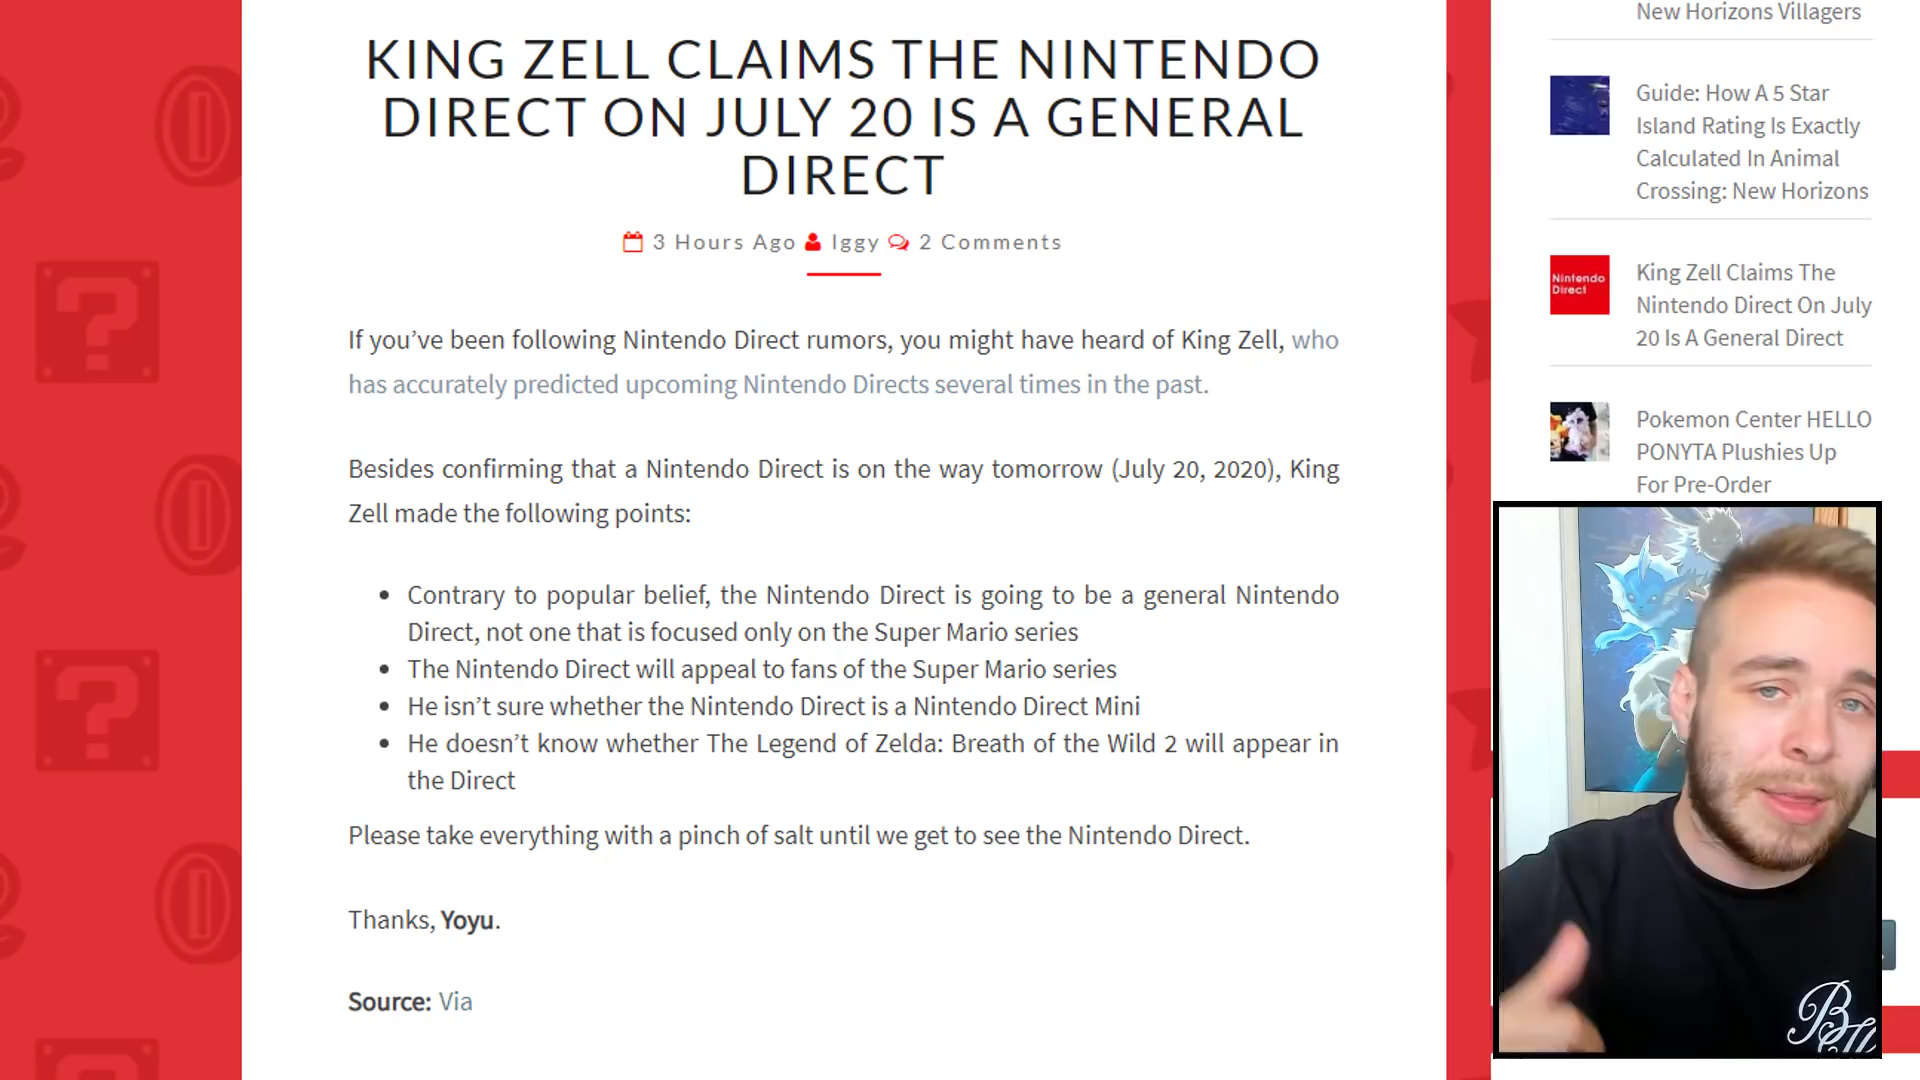 KING ZELL CLAIMS THE NINTENDO
DIRECT ON JULY 20 IS A GENERAL
DIRECT
3 Hours Ago Iggy 2 Comments
If you’ve been following Nintendo Direct rumors, you might have heard of King Zell, who
has accurately predicted upcoming Nintendo Directs several times in the past.
Besides confirming that a Nintendo Direct is on the way tomorrow (July 20, 2020), King
Zell made the following points:
• Contrary to popular belief, the Nintendo Direct is going to be a general Nintendo
Direct, not one that is focused only on the Super Mario series
• The Nintendo Direct will appeal to fans of the Super Mario series
• He isn’t sure whether the Nintendo Direct is a Nintendo Direct Mini
• He doesn’t know whether The Legend of Zelda: Breath of the Wild 2 will appear in
the Direct
Please take everything with a pinch of salt until we get to see the Nintendo Direct.
Thanks, Yoyu.
Source: Via
New Horizons Villagers
Guide: How A 5 Star
Island Rating Is Exactly
Calculated In Animal
Crossing: New Horizons
Nintendo
Direct
King Zell Claims The
Nintendo Direct On July
20 Is A General Direct
Pokemon Center HELLO
PONYTA Plushies Up
For Pre-Order